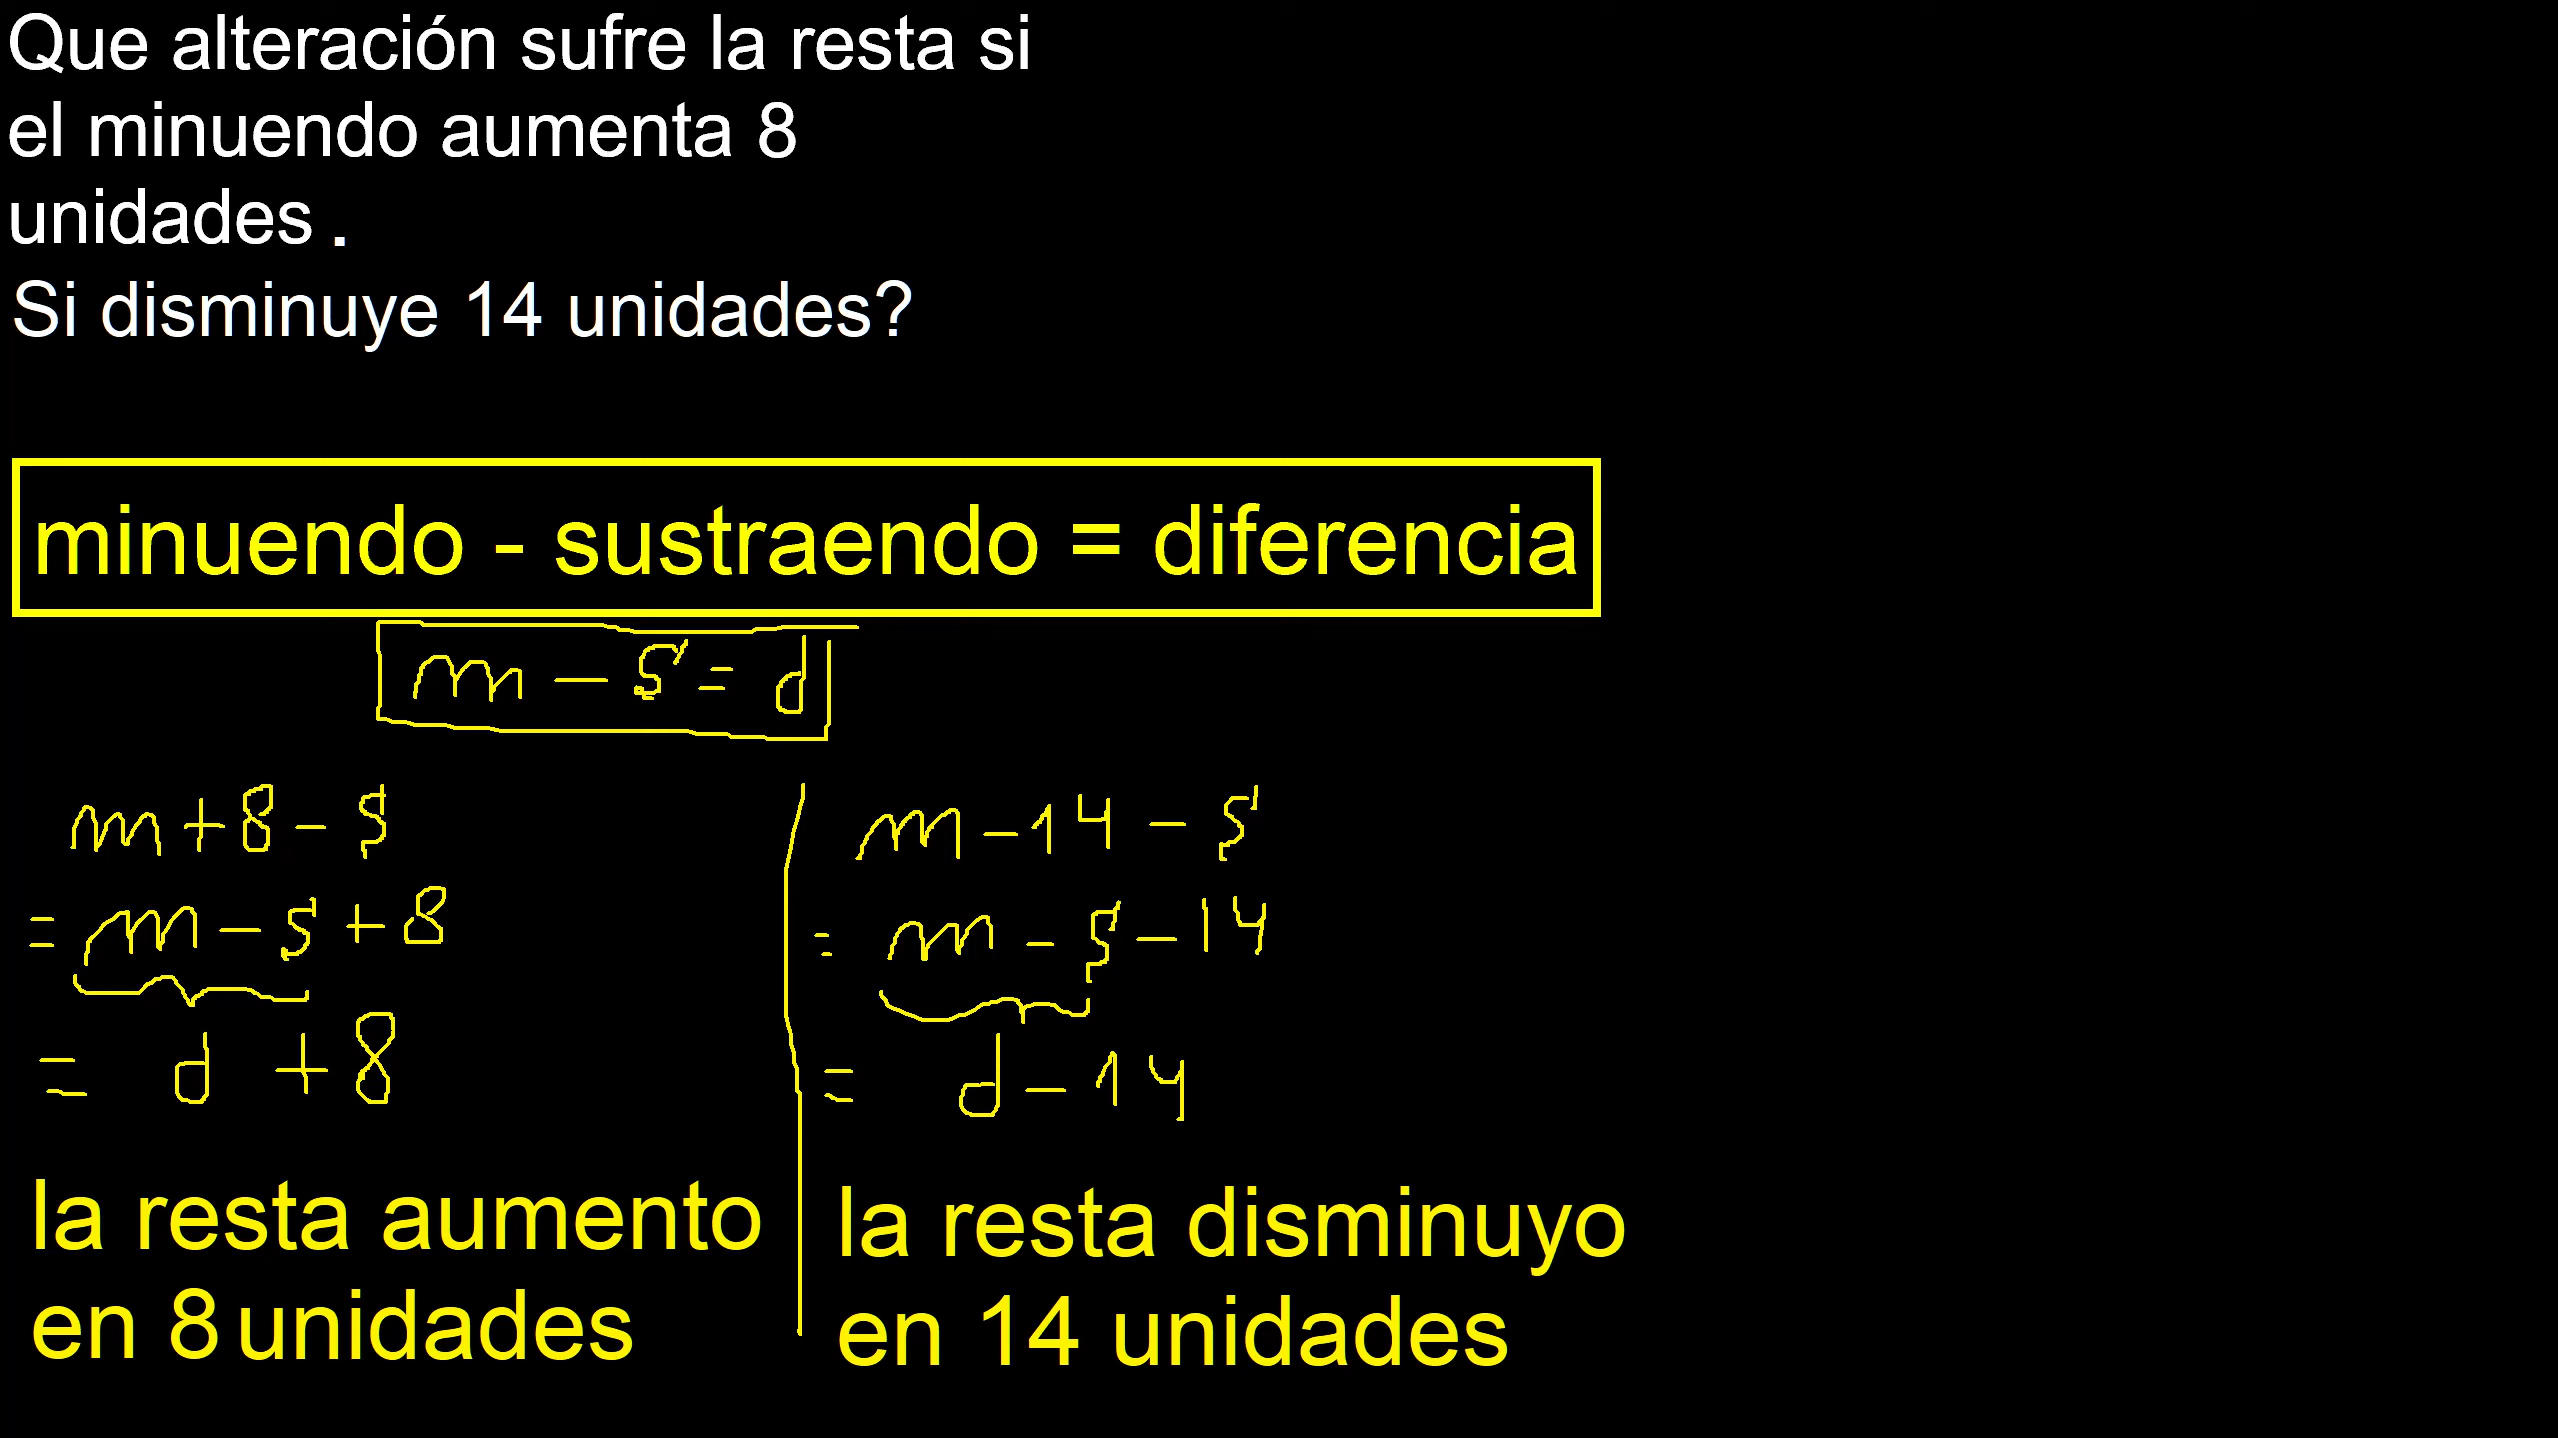 Que alteración sufre la resta si
el minuendo aumenta 8
unidades .
Si disminuye 14 unidades?
minuendo - sustraendo = diferencia
m - s = d
m + 8 - s
= m - s + 8
= d + 8
la resta aumento
en 8 unidades
m - 14 - s
= m - s - 14
= d - 14
la resta disminuyo
en 14 unidades